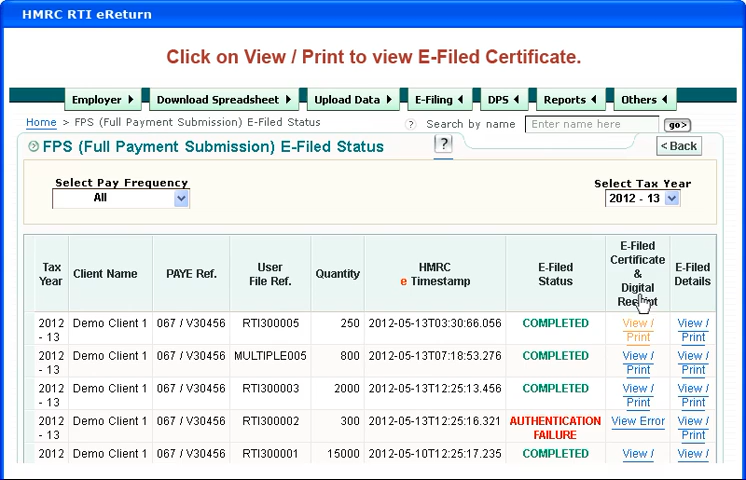 HMRC RTI eReturn
Click on View / Print to view E-Filed Certificate.
Employer Download Spreadsheet Upload Data E-Filing DPS Reports Others
Home > FPS (Full Payment Submission) E-Filed Status ? Search by name Enter name here go>
? FPS (Full Payment Submission) E-Filed Status ? < Back
Select Pay Frequency Select Tax Year
All 2012 - 13
Tax Year Client Name PAYE Ref. User File Ref. Quantity HMRC e Timestamp E-Filed Status E-Filed Certificate & Digital Receipt E-Filed Details
2012 - 13 Demo Client 1 067 / V30456 RTI300005 250 2012-05-13T03:30:66.056 COMPLETED View / Print View / Print
2012 - 13 Demo Client 1 067 / V30456 MULTIPLE005 800 2012-05-13T07:18:53.276 COMPLETED View / Print View / Print
2012 - 13 Demo Client 1 067 / V30456 RTI300003 2000 2012-05-13T12:25:13.456 COMPLETED View / Print View / Print
2012 - 13 Demo Client 1 067 / V30456 RTI300002 300 2012-05-13T12:25:16.321 AUTHENTICATION FAILURE View Error View / Print
2012 Demo Client 1 067 / V30456 RTI300001 15000 2012-05-10T12:25:17.235 COMPLETED View / View /